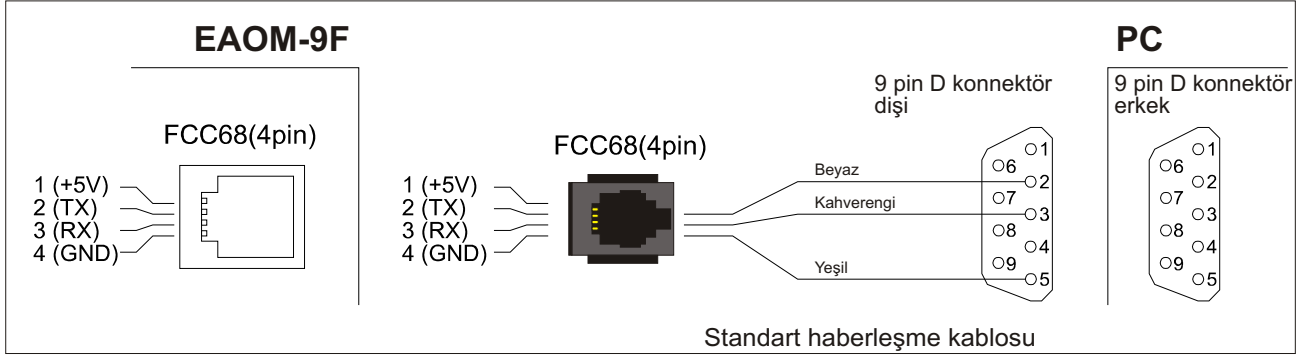 EAOM-9F
PC
9 pin D konnektör
dişi
9 pin D konnektör
erkek
FCC68(4pin)
1 (+5V)
2 (TX)
3 (RX)
4 (GND)
FCC68(4pin)
1 (+5V)
2 (TX)
3 (RX)
4 (GND)
Beyaz
Kahverengi
Yeşil
1
6
2
7
3
8
4
9
5
1
6
2
7
3
8
4
9
5
Standart haberleşme kablosu